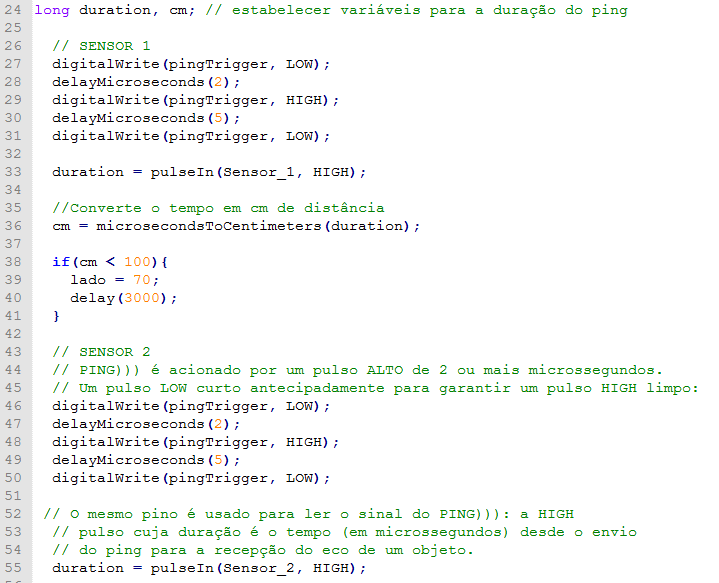 24 long duration, cm; // estabelecer variáveis para a duração do ping
25
26 // SENSOR 1
27 digitalWrite(pingTrigger, LOW);
28 delayMicroseconds(2);
29 digitalWrite(pingTrigger, HIGH);
30 delayMicroseconds(5);
31 digitalWrite(pingTrigger, LOW);
32
33 duration = pulseIn(Sensor_1, HIGH);
34
35 //Converte o tempo em cm de distância
36 cm = microsecondsToCentimeters(duration);
37
38 if(cm < 100){
39 lado = 70;
40 delay(3000);
41 }
42
43 // SENSOR 2
44 // PING))) é acionado por um pulso ALTO de 2 ou mais microssegundos.
45 // Um pulso LOW curto antecipadamente para garantir um pulso HIGH limpo:
46 digitalWrite(pingTrigger, LOW);
47 delayMicroseconds(2);
48 digitalWrite(pingTrigger, HIGH);
49 delayMicroseconds(5);
50 digitalWrite(pingTrigger, LOW);
51
52 // O mesmo pino é usado para ler o sinal do PING))): a HIGH
53 // pulso cuja duração é o tempo (em microssegundos) desde o envio
54 // do ping para a recepção do eco de um objeto.
55 duration = pulseIn(Sensor_2, HIGH);